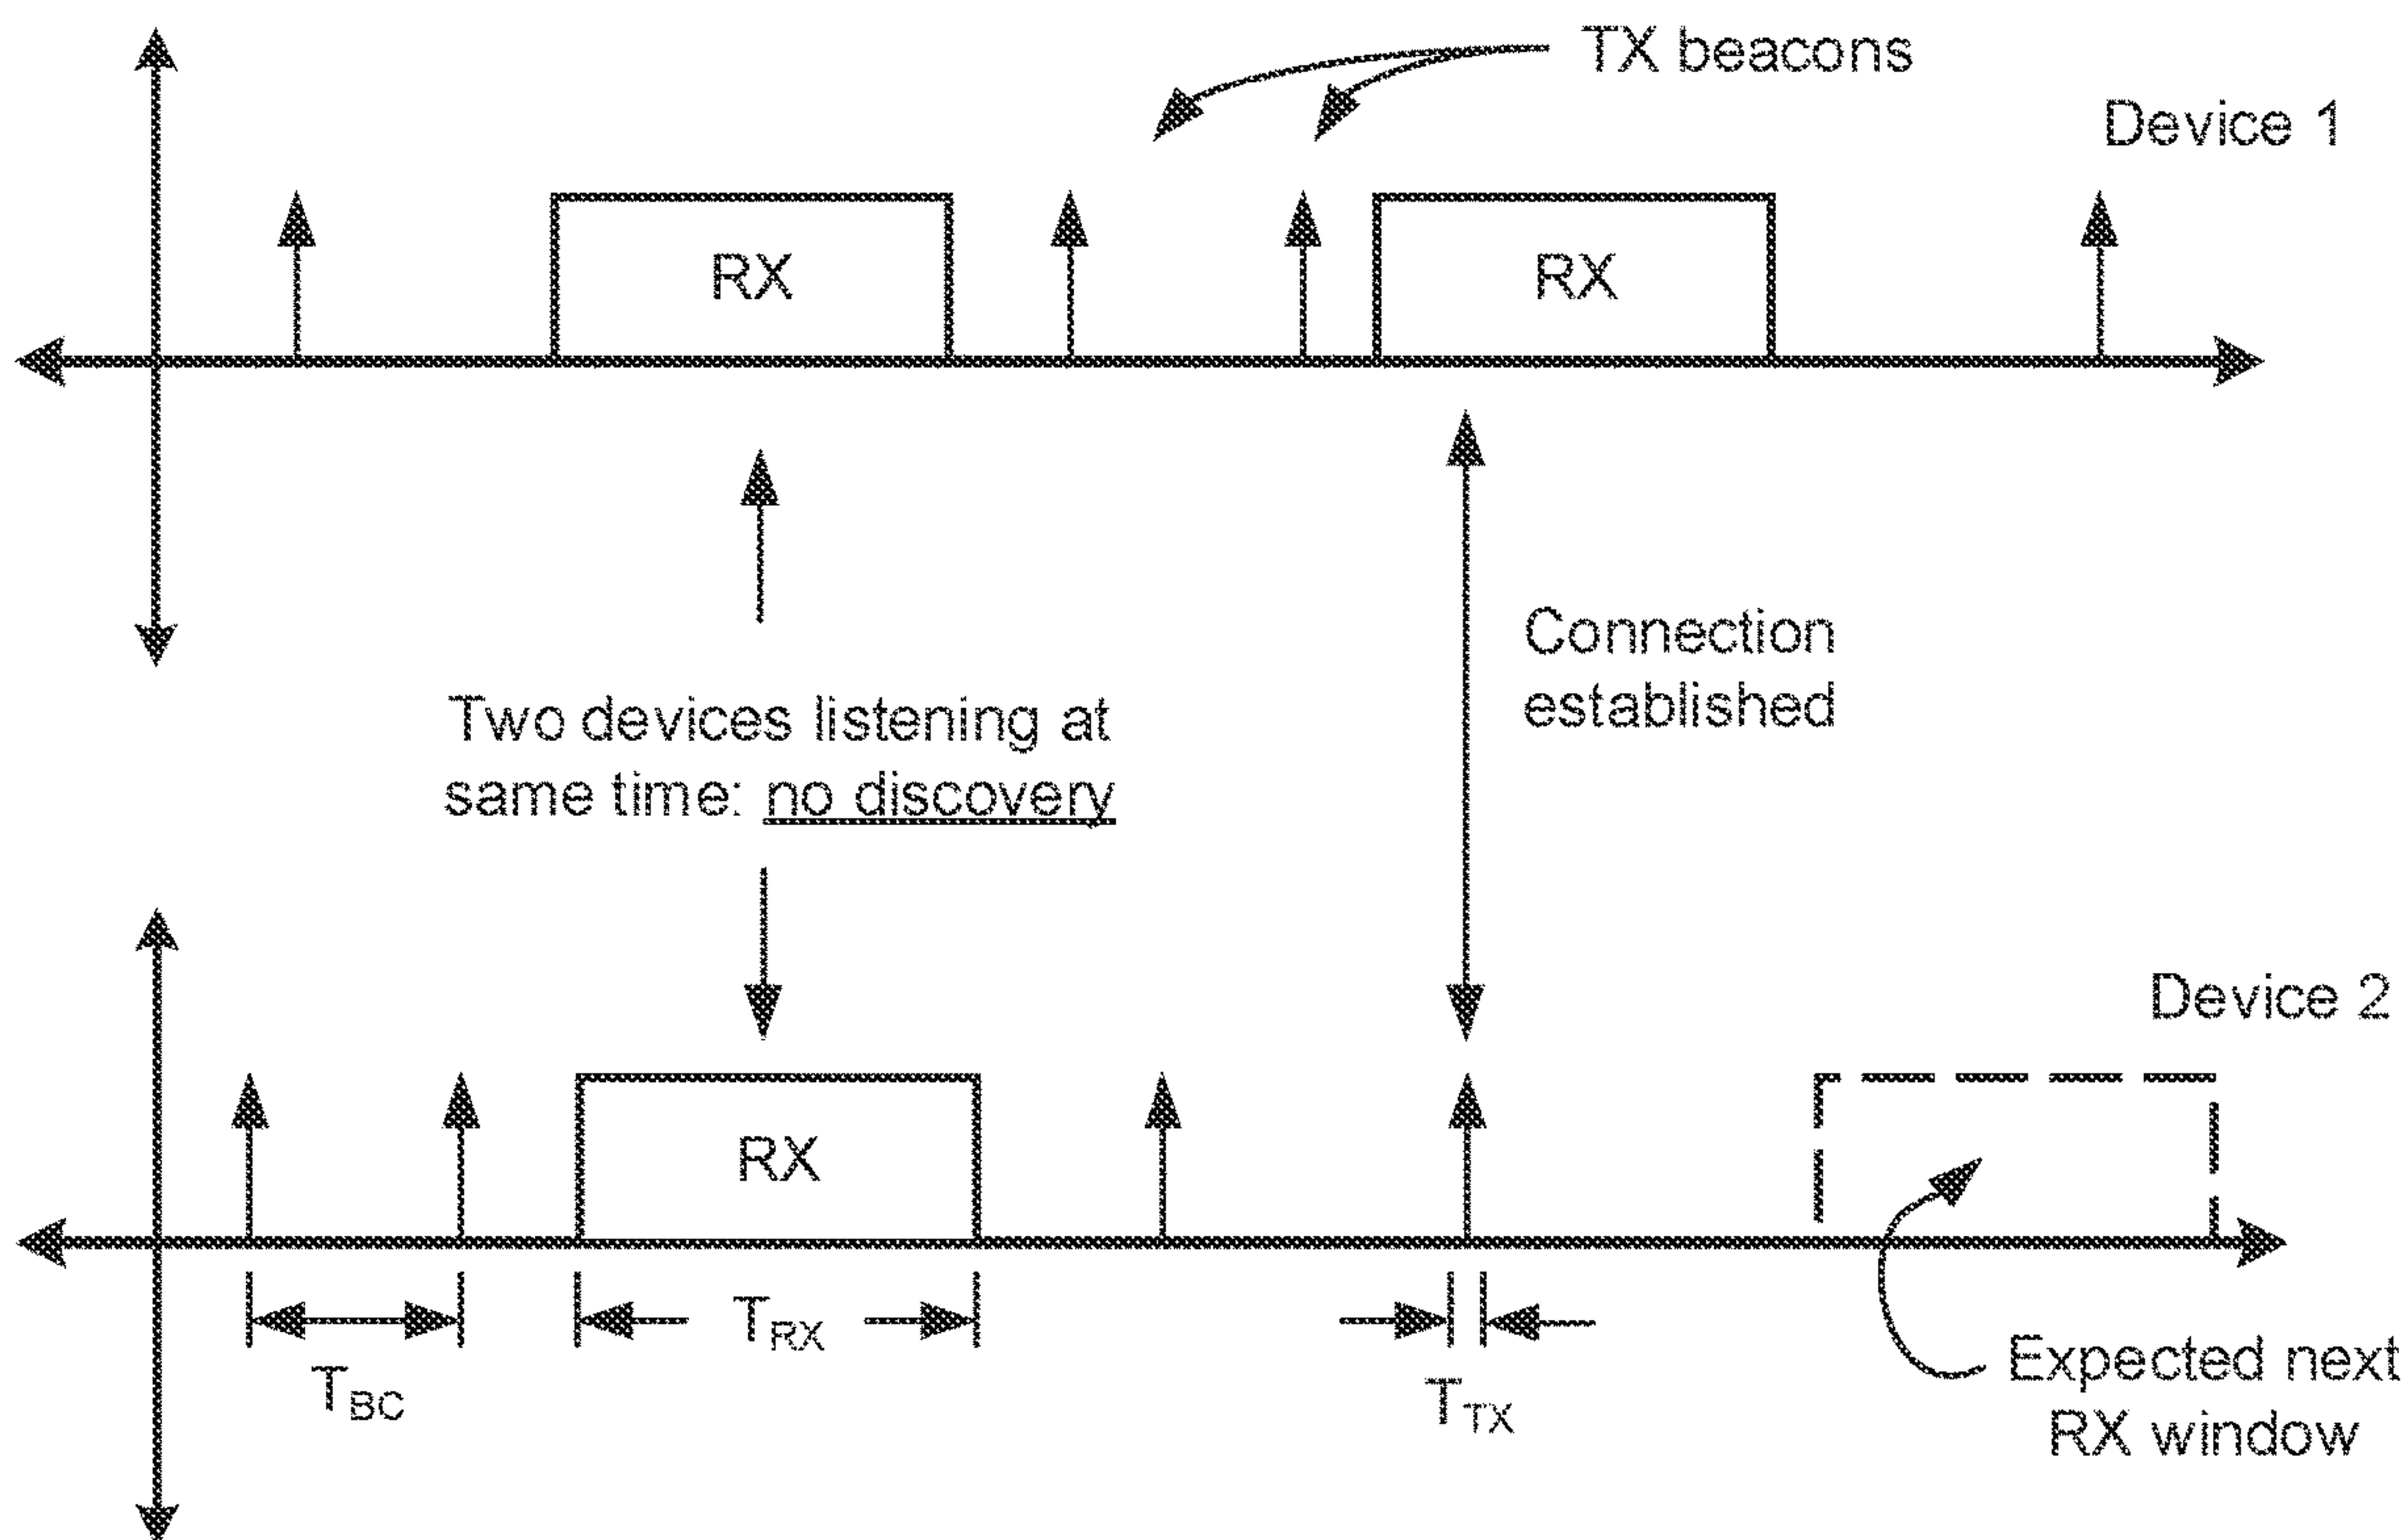 TX beacons
Device 1
RX
RX
Connection
established
Two devices listening at
same time: no discovery
Device 2
RX
TBC
TRX
TTX
Expected next
RX window